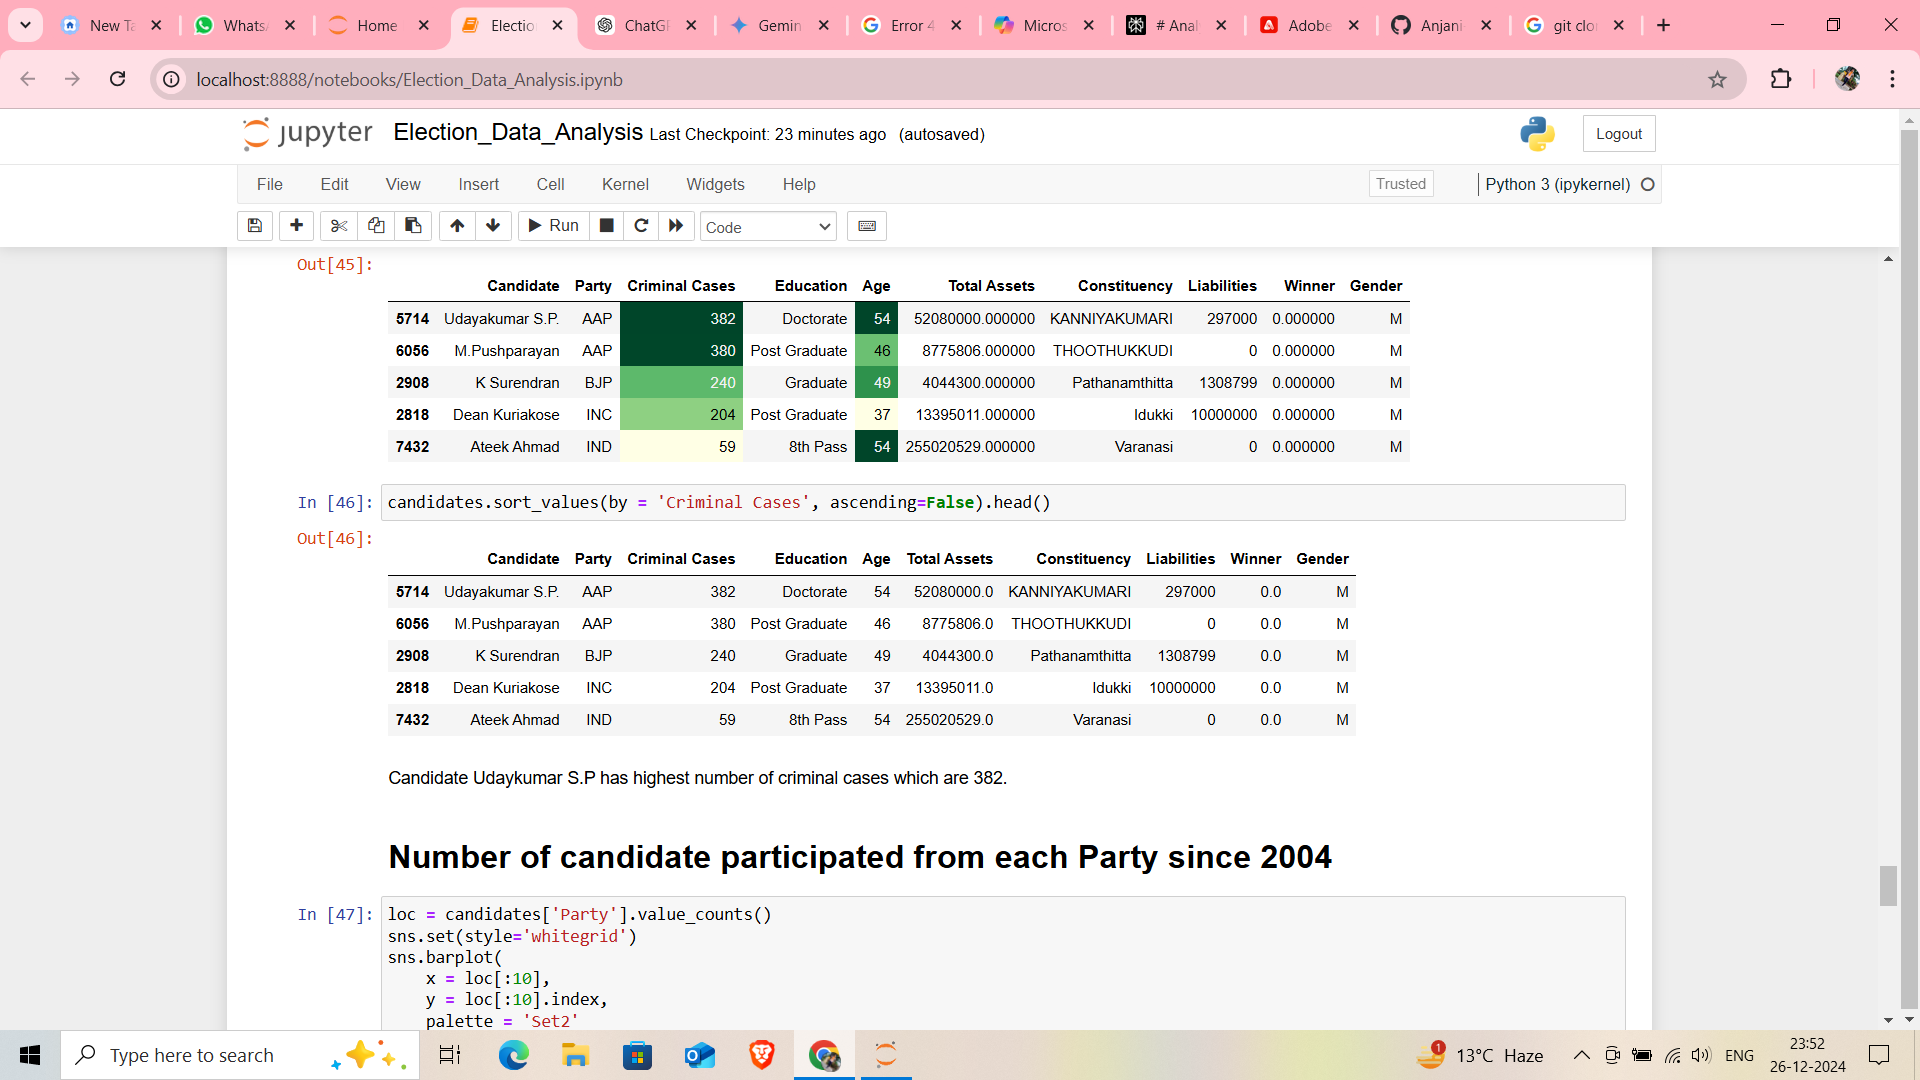 New Ta
Whats
Home
Electio
ChatG
Gemin
Error 4
Micros
# Anal
Adobe
Anjani
git clo
localhost:8888/notebooks/Election_Data_Analysis.ipynb
jupyter Election_Data_Analysis Last Checkpoint: 23 minutes ago (autosaved) Logout
File Edit View Insert Cell Kernel Widgets Help Trusted Python 3 (ipykernel)
Run Code
Out[45]:
Candidate Party Criminal Cases Education Age Total Assets Constituency Liabilities Winner Gender
5714 Udayakumar S.P. AAP 382 Doctorate 54 52080000.000000 KANNIYAKUMARI 297000 0.000000 M
6056 M.Pushparayan AAP 380 Post Graduate 46 8775806.000000 THOOTHUKKUDI 0 0.000000 M
2908 K Surendran BJP 240 Graduate 49 4044300.000000 Pathanamthitta 1308799 0.000000 M
2818 Dean Kuriakose INC 204 Post Graduate 37 13395011.000000 Idukki 10000000 0.000000 M
7432 Ateek Ahmad IND 59 8th Pass 54 255020529.000000 Varanasi 0 0.000000 M
In [46]: candidates.sort_values(by = 'Criminal Cases', ascending=False).head()
Out[46]:
Candidate Party Criminal Cases Education Age Total Assets Constituency Liabilities Winner Gender
5714 Udayakumar S.P. AAP 382 Doctorate 54 52080000.0 KANNIYAKUMARI 297000 0.0 M
6056 M.Pushparayan AAP 380 Post Graduate 46 8775806.0 THOOTHUKKUDI 0 0.0 M
2908 K Surendran BJP 240 Graduate 49 4044300.0 Pathanamthitta 1308799 0.0 M
2818 Dean Kuriakose INC 204 Post Graduate 37 13395011.0 Idukki 10000000 0.0 M
7432 Ateek Ahmad IND 59 8th Pass 54 255020529.0 Varanasi 0 0.0 M
Candidate Udaykumar S.P has highest number of criminal cases which are 382.
Number of candidate participated from each Party since 2004
In [47]: loc = candidates['Party'].value_counts()
sns.set(style='whitegrid')
sns.barplot(
x = loc[:10],
y = loc[:10].index,
palette = 'Set2'
Type here to search
1
13°C Haze
ENG
23:52
26-12-2024